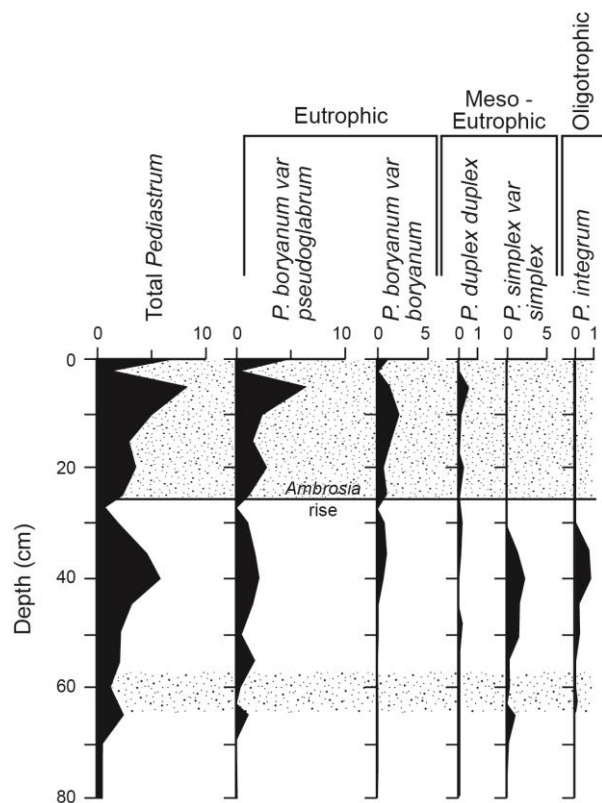 Eutrophic
Meso -
Eutrophic
Oligotrophic
Total Pediastrum
P. boryanum var
pseudoglabrum
P. boryanum var
boryanum
P. duplex duplex
P. simplex var
simplex
P. integrum
0 10 0 10 0 5 0 1 0 5 0 1
0
20
Ambrosia
rise
40
60
80
Depth (cm)